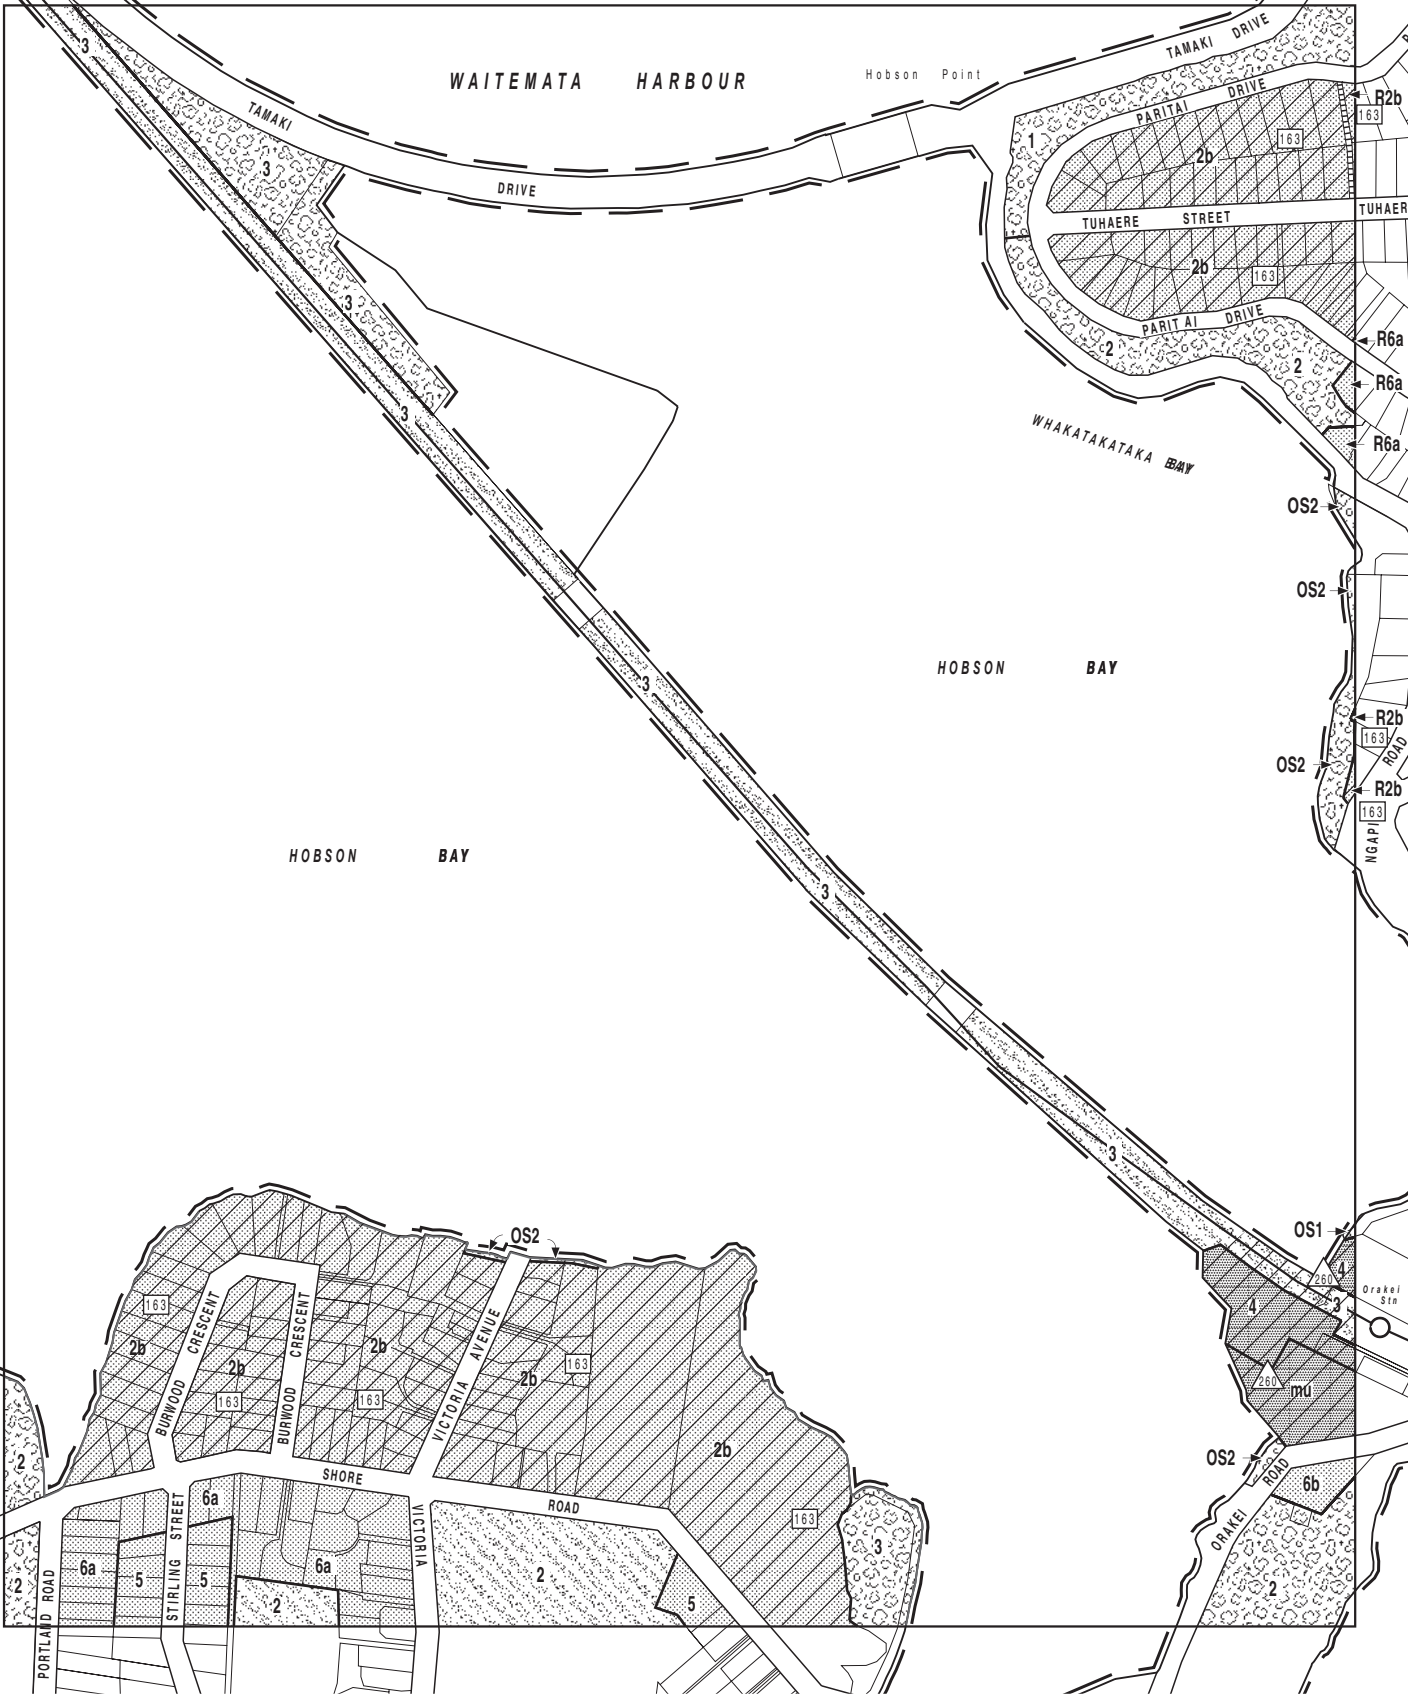 3
TAMAKI DRIVE
WAITEMATA HARBOUR
Hobson Point
R2b
PARITAI DRIVE
163
TAMAKI
1
163
2b
3
DRIVE
TUHAERE STREET
TUHAER
2b
163
3
PARITAI DRIVE
R6a
2
2
R6a
3
WHAKATAKATAKA BAY
R6a
OS2
OS2
HOBSON BAY
3
R2b
163
ROAD
OS2
R2b
163
NGAPI
HOBSON BAY
3
3
OS1
OS2
4
260
Orakei
Stn
3
4
163
BURWOOD CRESCENT
BURWOOD CRESCENT
VICTORIA AVENUE
2b
2b
2b
163
2b
260
mu
163
163
2b
2
OS2
SHORE
ROAD
ORAKEI ROAD
6b
6a
STIRLING STREET
VICTORIA
163
3
6a
6a
5
5
2
2
2
2
5
PORTLAND ROAD